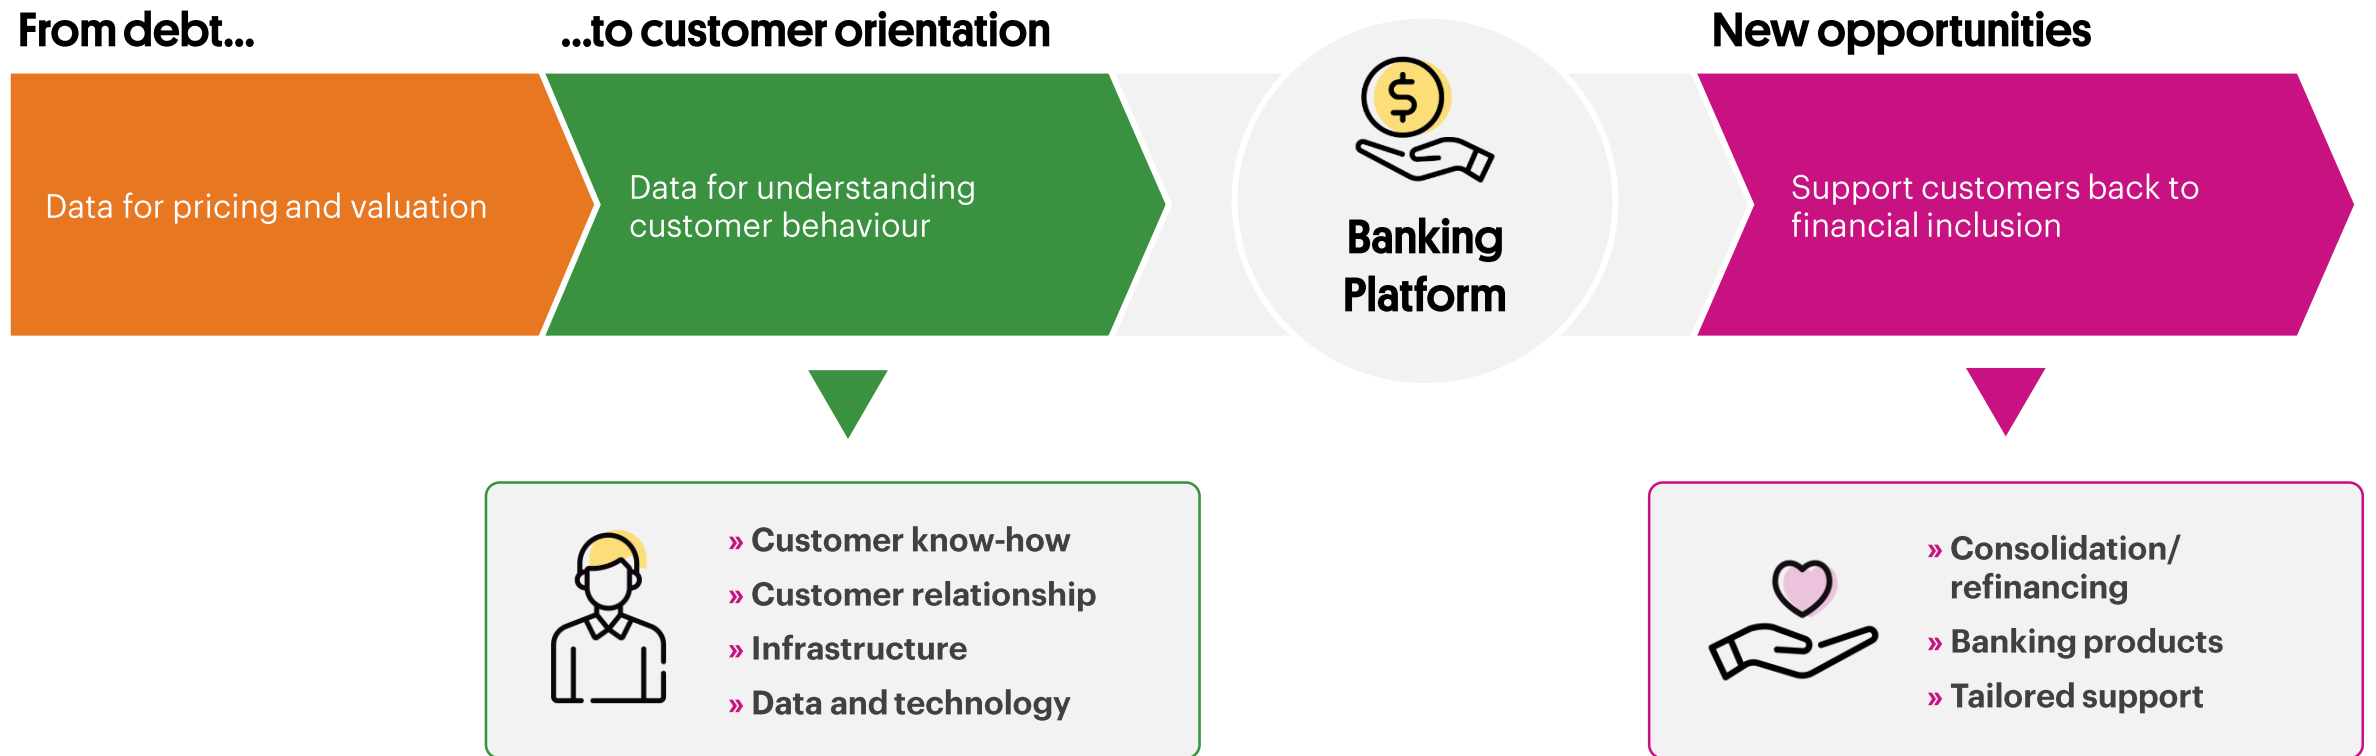 From debt...
...to customer orientation
New opportunities
Data for pricing and valuation
Data for understanding
customer behaviour
$
Banking
Platform
Support customers back to
financial inclusion
» Customer know-how
» Customer relationship
» Infrastructure
» Data and technology
» Consolidation/
refinancing
» Banking products
» Tailored support